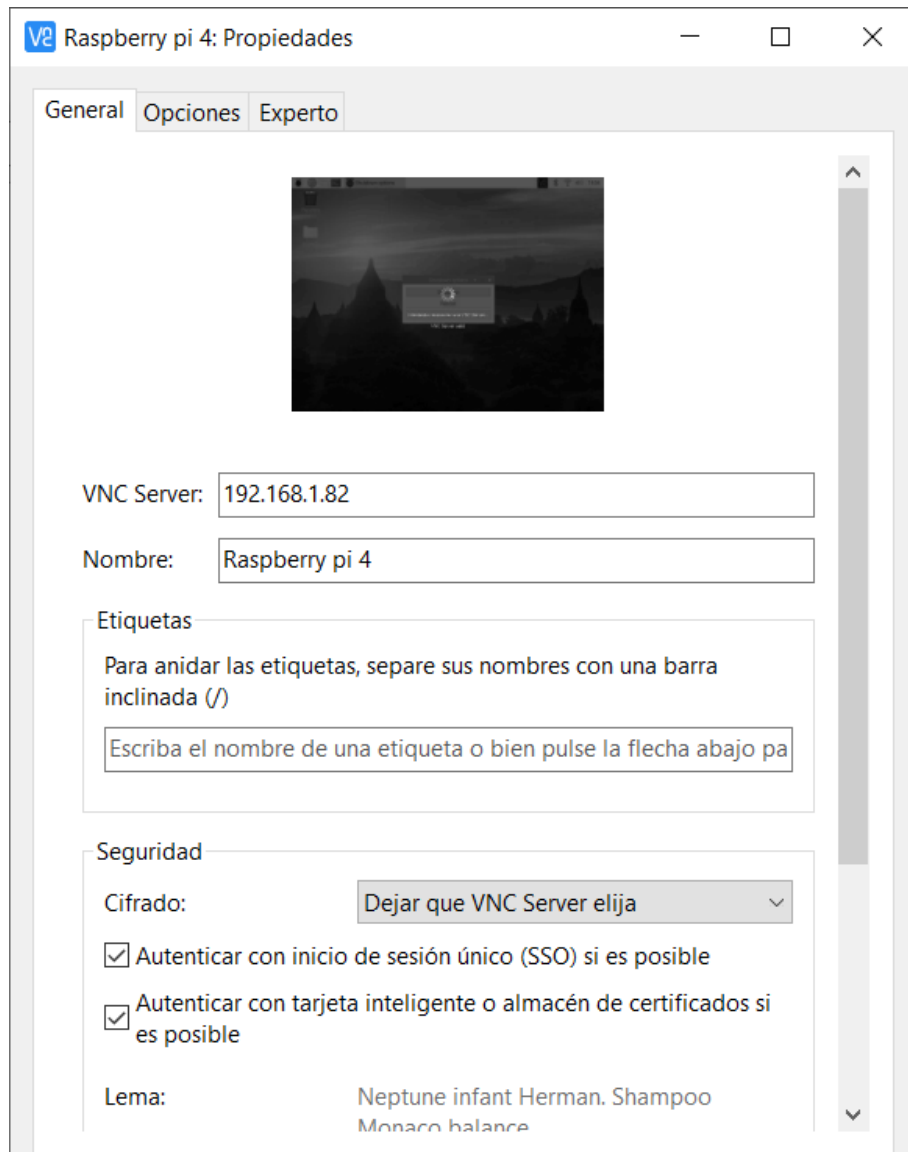 Raspberry pi 4: Propiedades
General Opciones Experto
VNC Server: 192.168.1.82
Nombre: Raspberry pi 4
Etiquetas
Para anidar las etiquetas, separe sus nombres con una barra
inclinada (/)
Escriba el nombre de una etiqueta o bien pulse la flecha abajo pa
Seguridad
Cifrado: Dejar que VNC Server elija
Autenticar con inicio de sesión único (SSO) si es posible
Autenticar con tarjeta inteligente o almacén de certificados si
es posible
Lema: Neptune infant Herman. Shampoo
Monaco balance